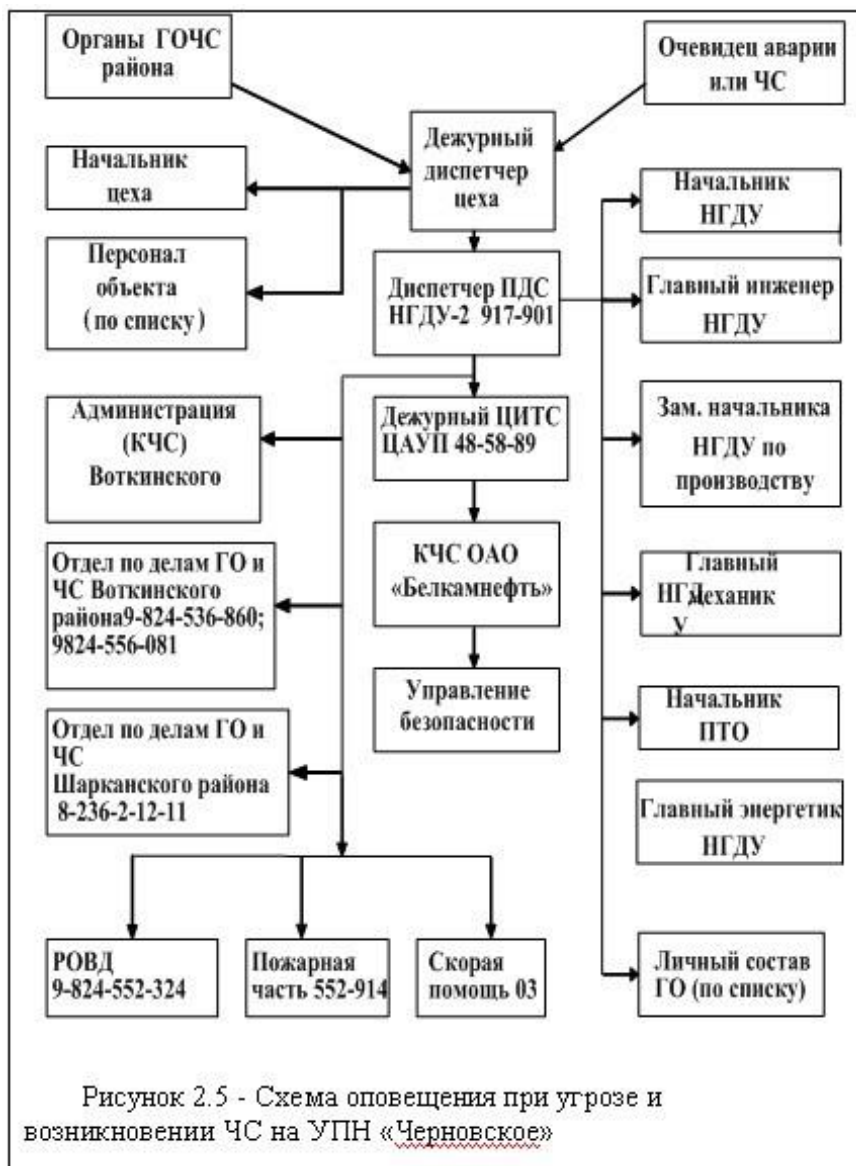 Органы ГОЧС
района
Очевидец аварии
или ЧС
Дежурный
диспетчер
цеха
Начальник
цеха
Персонал
объекта
(по списку)
Диспетчер ПДС
НГДУ-2 917-901
Начальник
НГДУ
Главный инженер
НГДУ
Администрация
(КЧС)
Воткинского
Дежурный ЦИТС
ЦАУП 48-58-89
Зам. начальника
НГДУ по
производству
Отдел по делам ГО и
ЧС Воткинского
района9-824-536-860;
9824-556-081
КЧС ОАО
«Белкамнефть»
Главный
механик
НГД
У
Управление
безопасности
Начальник
ПТО
Отдел по делам ГО и
ЧС
Шарканского района
8-236-2-12-11
Главный энергетик
НГДУ
РОВД
9-824-552-324
Пожарная
часть 552-914
Скорая
помощь 03
Личный состав
ГО (по списку)
Рисунок 2.5 - Схема оповещения при угрозе и
возникновении ЧС на УПН «Черновское»